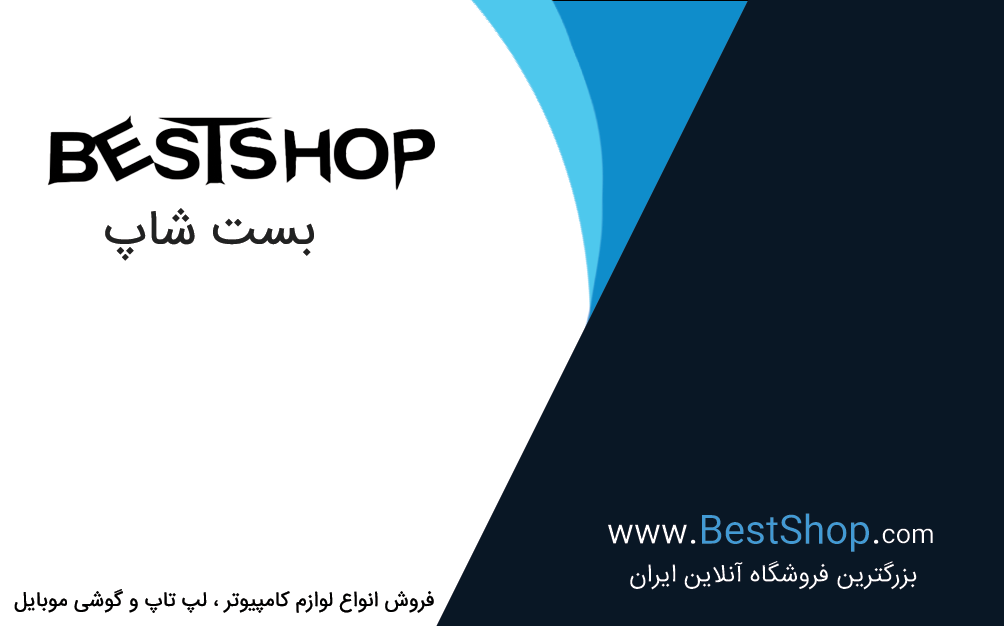 BESTSHOP
بست شاپ
www.BestShop.com
بزرگترین فروشگاه آنلاین ایران
فروش انواع لوازم کامپیوتر ، لپ تاپ و گوشی موبایل